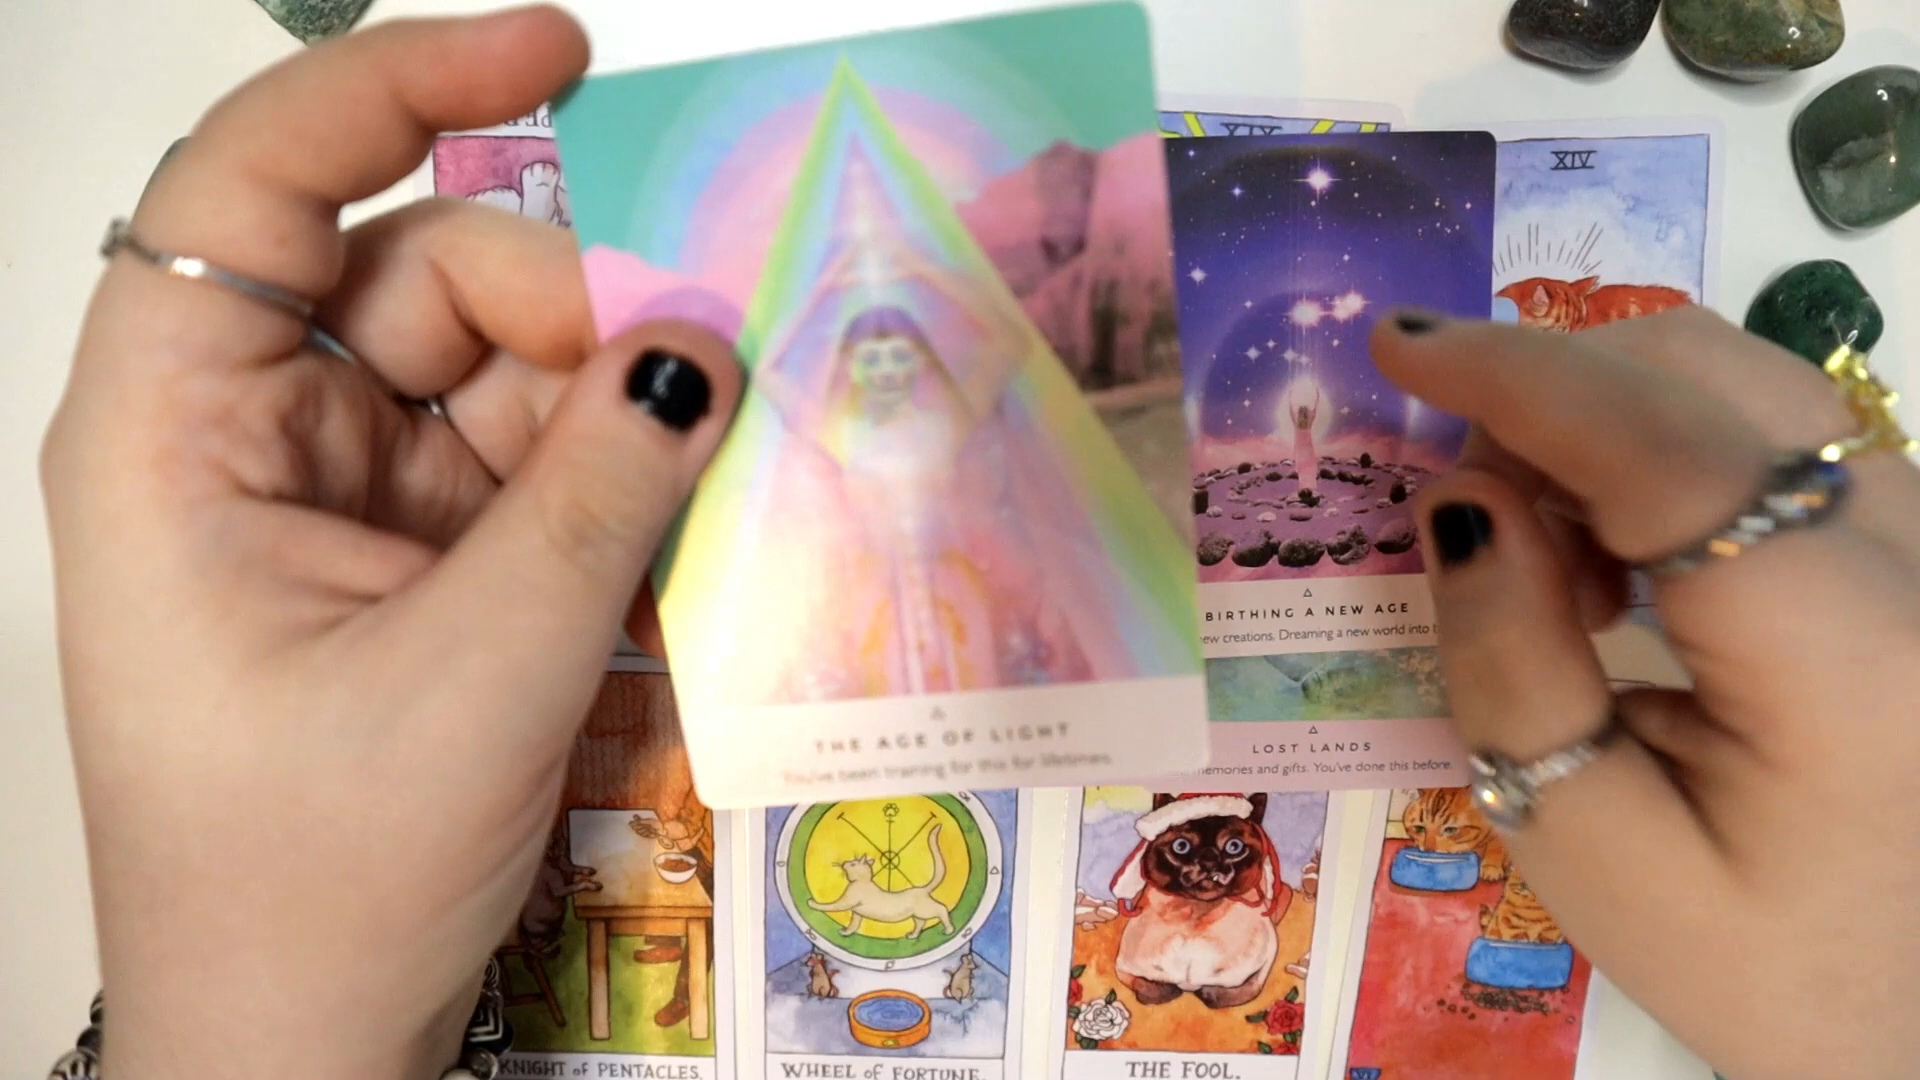 XIX
XIV
BIRTHING A NEW AGE
new creations. Dreaming a new world into
THE AGE OF LIGHT
You've been training for this for lifetimes.
LOST LANDS
memories and gifts. You've done this before.
KNIGHT of PENTACLES.
WHEEL of FORTUNE.
THE FOOL.
VI